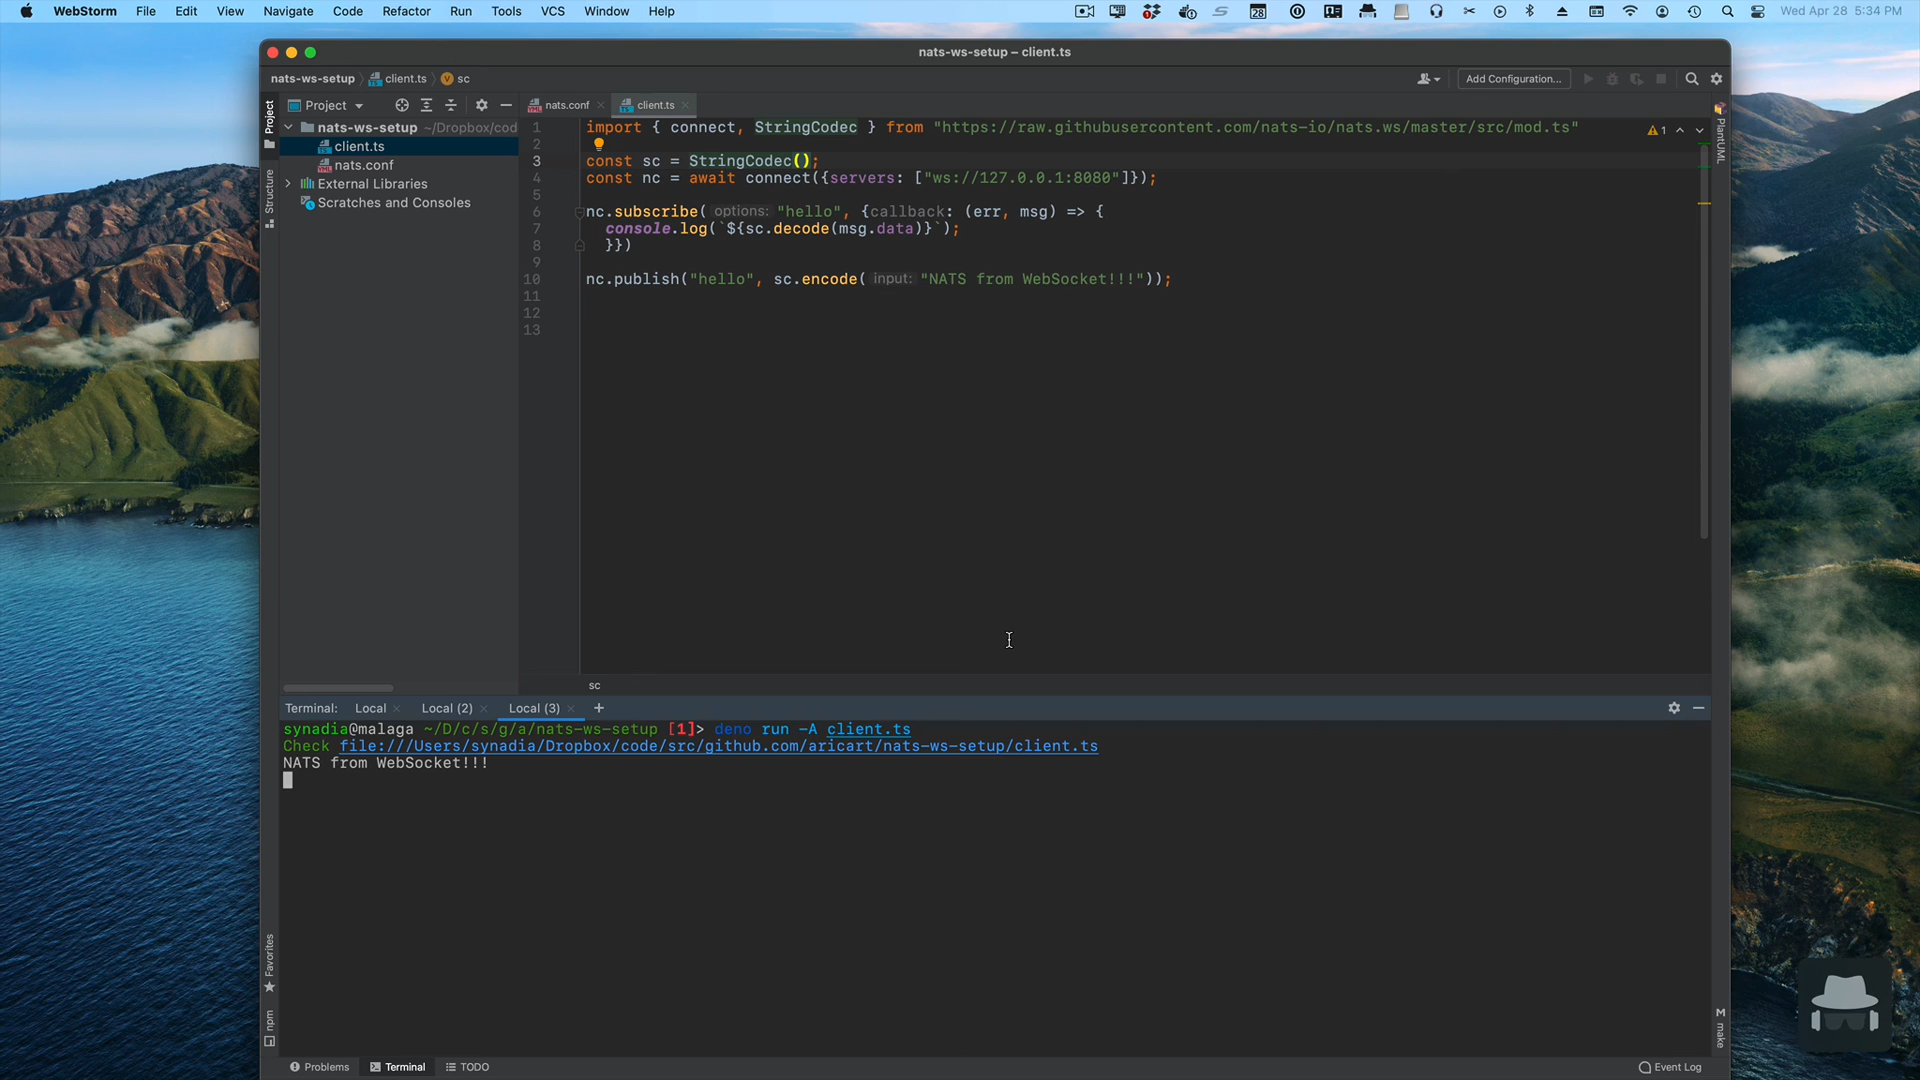 WebStorm File Edit View Navigate Code Refactor Run Tools VCS Window Help
28
Wed Apr 28 5:34 PM
nats-ws-setup – client.ts
nats-ws-setup client.ts sc
Add Configuration...
Project
nats.conf
client.ts
nats-ws-setup ~/Dropbox/cod
client.ts
nats.conf
External Libraries
Scratches and Consoles
Project
Structure
Favorites
npm
PlantUML
make
1
1 import { connect, StringCodec } from "https://raw.githubusercontent.com/nats-io/nats.ws/master/src/mod.ts"
2
3 const sc = StringCodec();
4 const nc = await connect({servers: ["ws://127.0.0.1:8080"]});
5
6 nc.subscribe( options: "hello", {callback: (err, msg) => {
7 console.log(`${sc.decode(msg.data)}`);
8 }})
9
10 nc.publish("hello", sc.encode( input: "NATS from WebSocket!!!"));
11
12
13
sc
Terminal: Local Local (2) Local (3)
synadia@malaga ~/D/c/s/g/a/nats-ws-setup [1]> deno run -A client.ts
Check file:///Users/synadia/Dropbox/code/src/github.com/aricart/nats-ws-setup/client.ts
NATS from WebSocket!!!
Problems Terminal TODO
Event Log